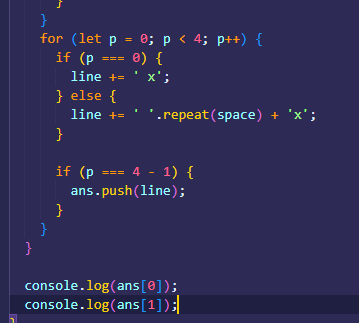 }
}
for (let p = 0; p < 4; p++) {
if (p === 0) {
line += ' x';
} else {
line += ' '.repeat(space) + 'x';
}
if (p === 4 - 1) {
ans.push(line);
}
}
}
console.log(ans[0]);
console.log(ans[1]);
}